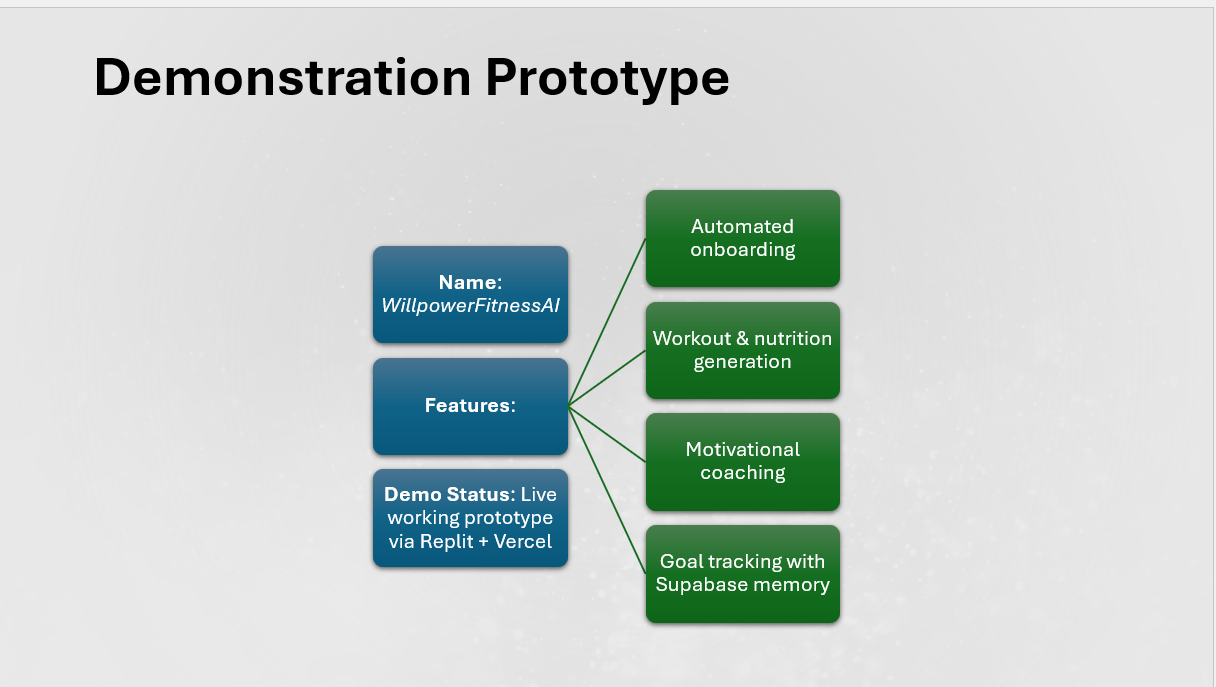 Demonstration Prototype
Name:
WillpowerFitnessAI
Features:
Demo Status: Live
working prototype
via Replit + Vercel
Automated
onboarding
Workout & nutrition
generation
Motivational
coaching
Goal tracking with
Supabase memory